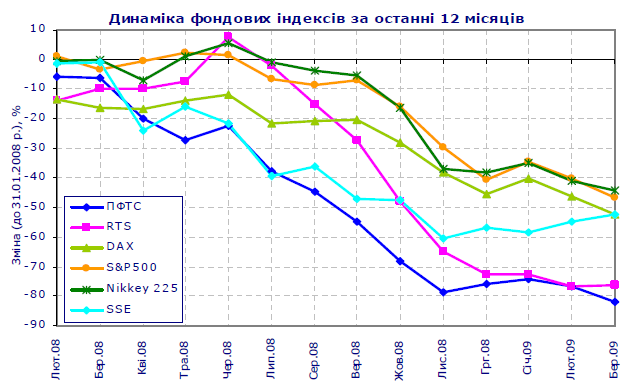 Динаміка фондових індексів за останні 12 місяців
Зміна (до 31.01.2008 р.), %
10
0
-10
-20
-30
-40
-50
-60
-70
-80
-90
ПФТС
RTS
DAX
S&P500
Nikkey 225
SSE
Лют.08
Бер.08
Кві.08
Тра.08
Чер.08
Лип.08
Сер.08
Вер.08
Жов.08
Лис.08
Грг.08
Січ.09
Лют.09
Бер.09